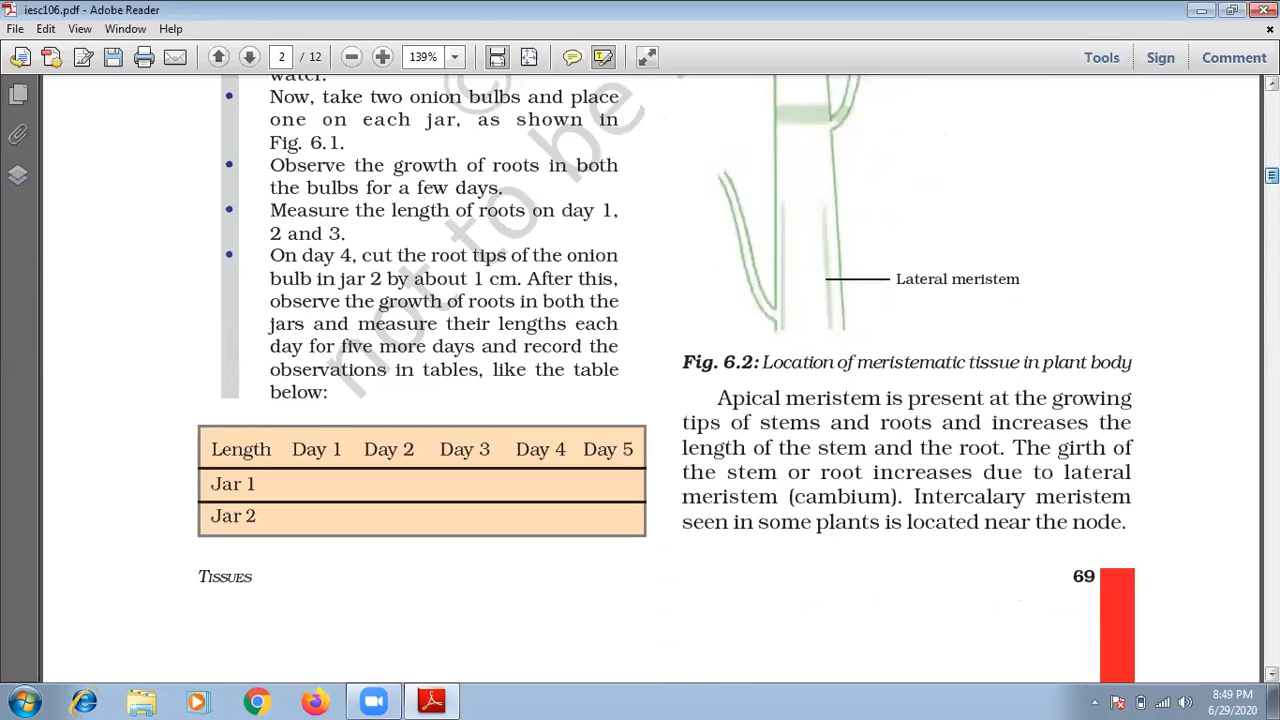 iesc106.pdf - Adobe Reader
File Edit View Window Help
2 / 12 139% Tools Sign Comment
water.
Now, take two onion bulbs and place
one on each jar, as shown in
Fig. 6.1.
Observe the growth of roots in both
the bulbs for a few days.
Measure the length of roots on day 1,
2 and 3.
On day 4, cut the root tips of the onion
bulb in jar 2 by about 1 cm. After this,
observe the growth of roots in both the
jars and measure their lengths each
day for five more days and record the
observations in tables, like the table
below:
Length Day 1 Day 2 Day 3 Day 4 Day 5
Jar 1
Jar 2
TISSUES
©
not to be
Lateral meristem
Fig. 6.2: Location of meristematic tissue in plant body
Apical meristem is present at the growing
tips of stems and roots and increases the
length of the stem and the root. The girth of
the stem or root increases due to lateral
meristem (cambium). Intercalary meristem
seen in some plants is located near the node.
69
8:49 PM
6/29/2020